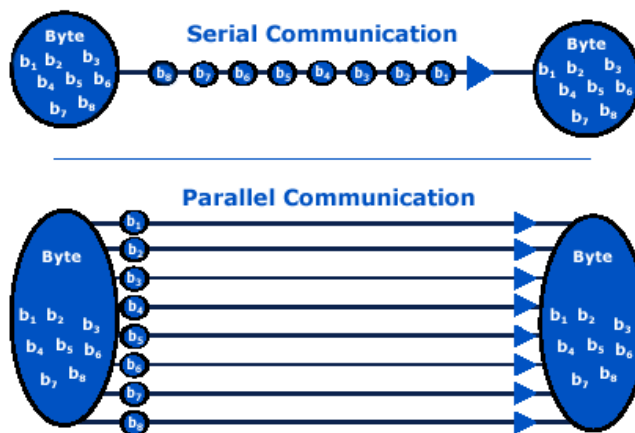 Serial Communication
Byte
b1 b2 b3
b4 b5 b6
b7 b8
b8 b7 b6 b5 b4 b3 b2 b1
Byte
b1 b2 b3
b4 b5 b6
b7 b8
Parallel Communication
Byte
b1 b2 b3
b4 b5 b6
b7 b8
b1
b2
b3
b4
b5
b6
b7
b8
Byte
b1 b2 b3
b4 b5 b6
b7 b8